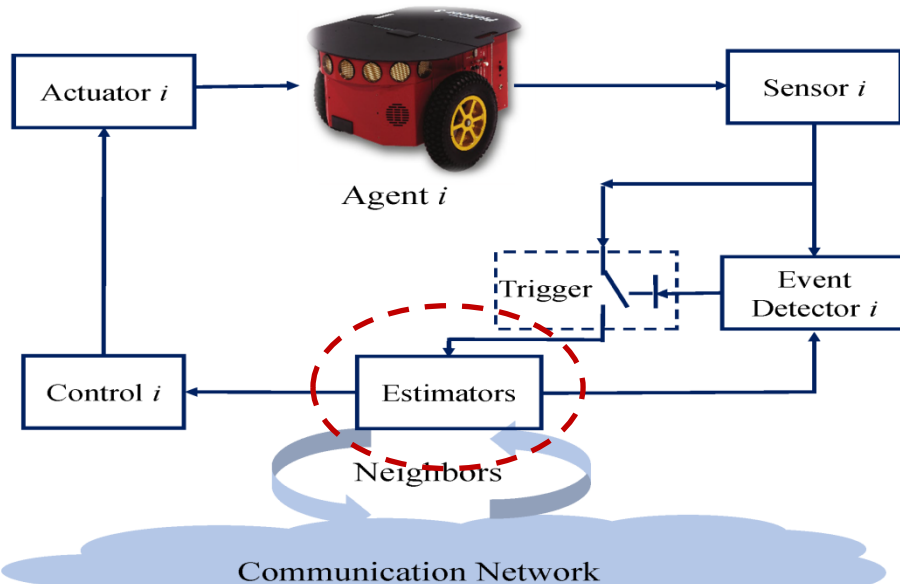 Actuator i
Sensor i
Agent i
Trigger
Event
Detector i
Control i
Estimators
Neighbors
Communication Network